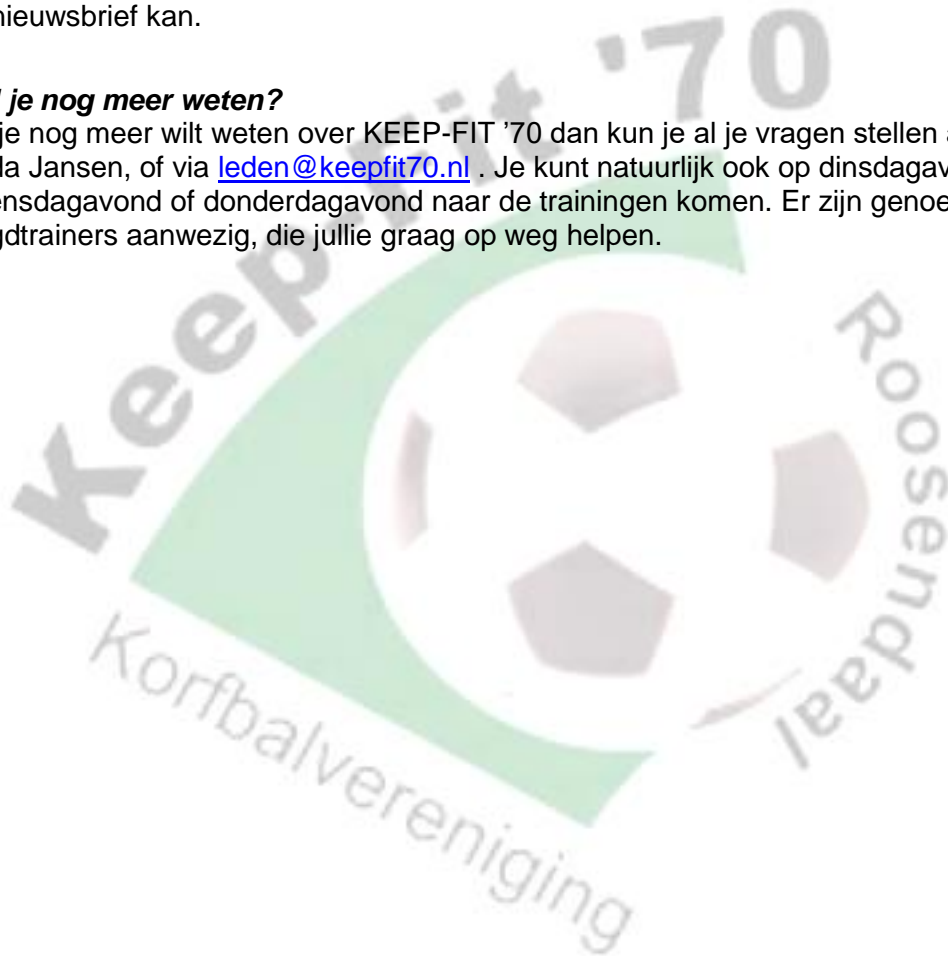 nieuwsbrief kan.
je nog meer weten?
je nog meer wilt weten over KEEP-FIT ’70 dan kun je al je vragen stellen
la Jansen, of via leden@keepfit70.nl . Je kunt natuurlijk ook op dinsdagav
ensdagavond of donderdagavond naar de trainingen komen. Er zijn genoe
gdtrainers aanwezig, die jullie graag op weg helpen.
Keep-Fit '70
Roosendaal
Korfbalvereniging